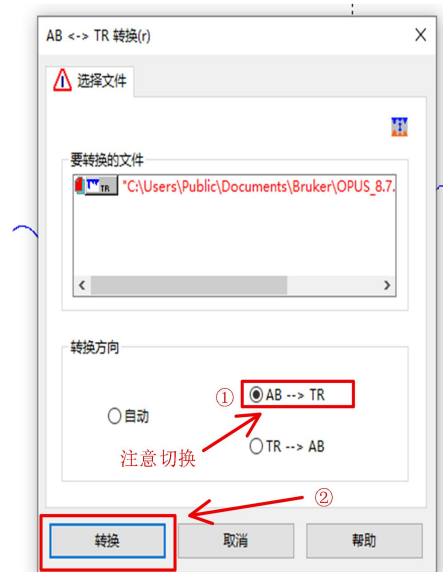 AB <-> TR 转换(r)
选择文件
要转换的文件
TR "C:\Users\Public\Documents\Bruker\OPUS_8.7.
转换方向
① AB --> TR
自动
注意切换
TR --> AB
②
转换 取消 帮助